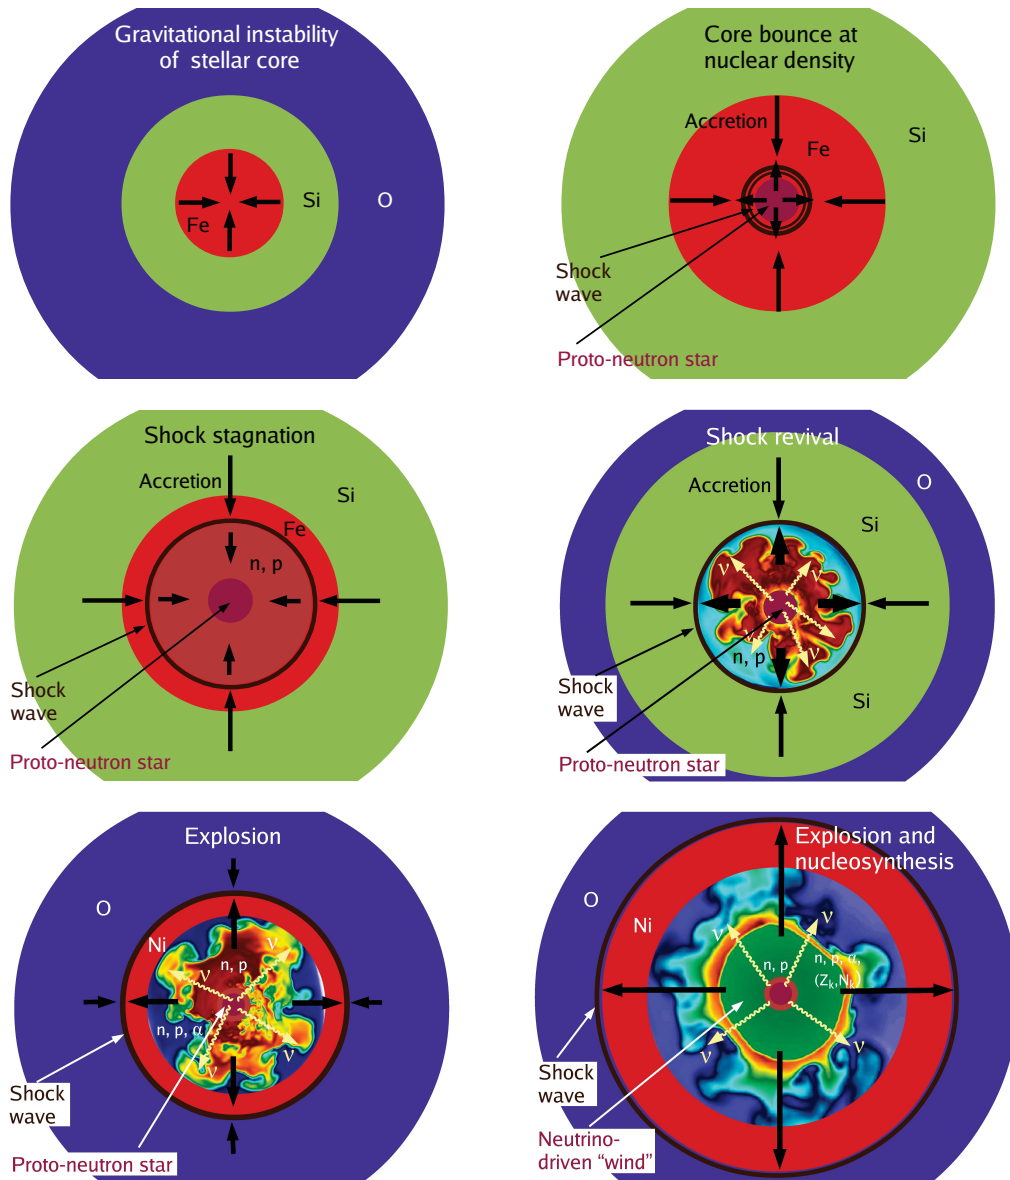 Gravitational instability
of stellar core
Si
O
Fe
Core bounce at
nuclear density
Accretion
Si
Fe
Shock
wave
Proto-neutron star
Shock stagnation
Accretion
Si
Fe
n, p
Shock
wave
Proto-neutron star
Shock revival
O
Accretion
Si
ν
ν
ν
n, p
ν
Shock
wave
Si
Proto-neutron star
Explosion
O
Ni
n, p
ν
ν
n, p, α
ν
ν
Shock
wave
Proto-neutron star
Explosion and
nucleosynthesis
O
Ni
ν
ν
n, p
n, p, α,
(Zk,Nk)
ν
ν
Shock
wave
Neutrino-
driven “wind”